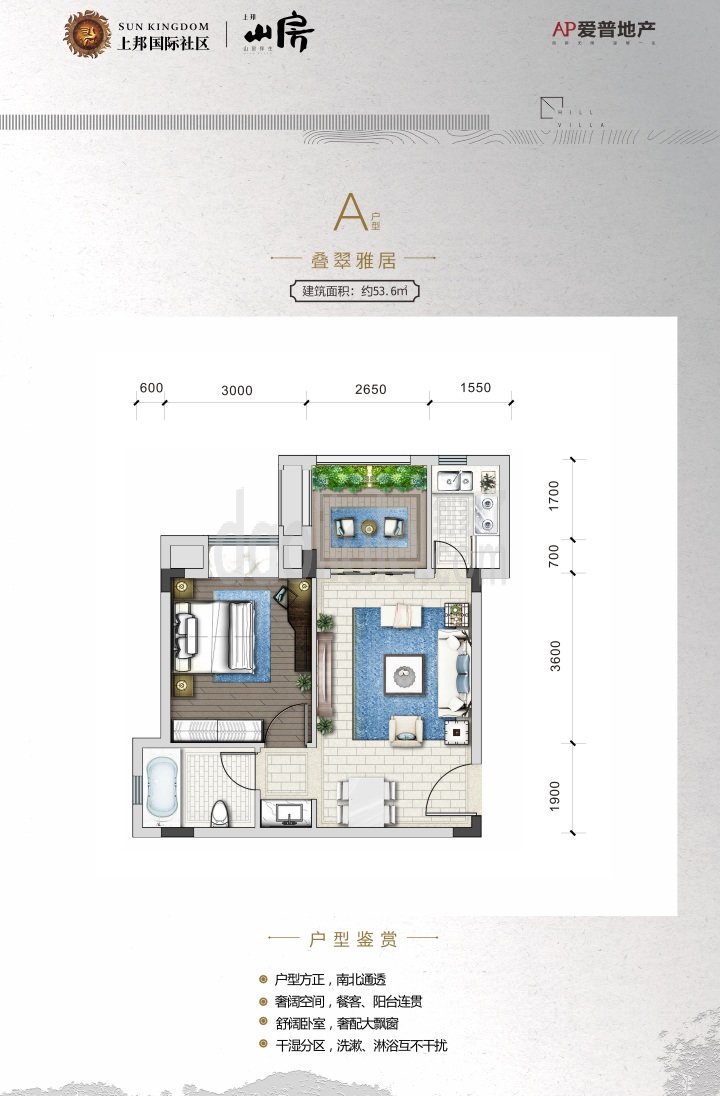 SUN KINGDOM
上邦国际社区
上邦
山房
AP爱普地产
HILL
VILLA
A户型
叠翠雅居
建筑面积：约53.6㎡
600
3000
2650
1550
1700
700
3600
1900
户型鉴赏
户型方正，南北通透
奢阔空间，餐客、阳台连贯
舒阔卧室，奢配大飘窗
干湿分区，洗漱、淋浴互不干扰